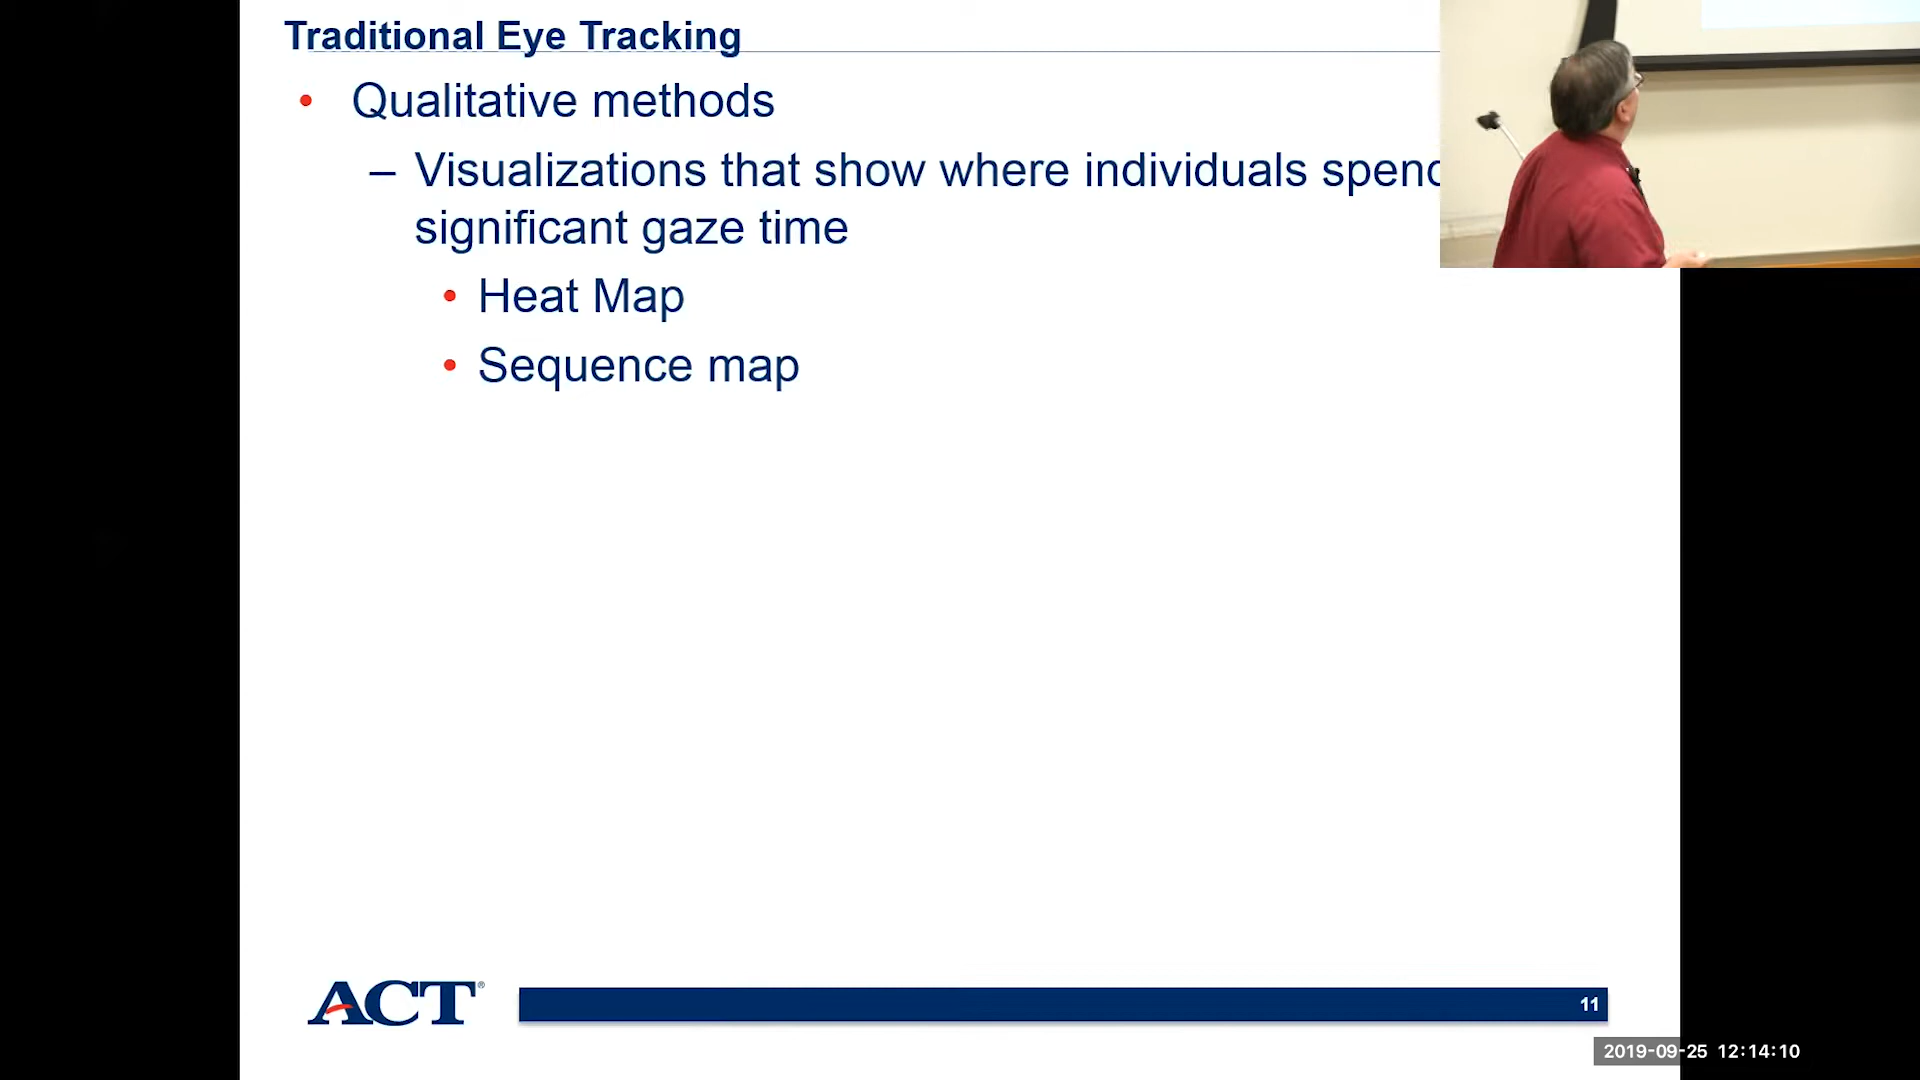 Traditional Eye Tracking
• Qualitative methods
– Visualizations that show where individuals spend
significant gaze time
• Heat Map
• Sequence map
ACT®
11
2019-09-25 12:14:10